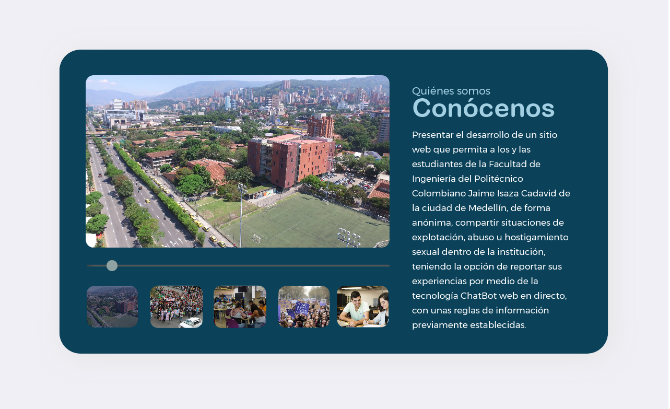 Quiénes somos
Conócenos
Presentar el desarrollo de un sitio
web que permita a los y las
estudiantes de la Facultad de
Ingeniería del Politécnico
Colombiano Jaime Isaza Cadavid de
la ciudad de Medellín, de forma
anónima, compartir situaciones de
explotación, abuso u hostigamiento
sexual dentro de la institución,
teniendo la opción de reportar sus
experiencias por medio de la
tecnología ChatBot web en directo,
con unas reglas de información
previamente establecidas.